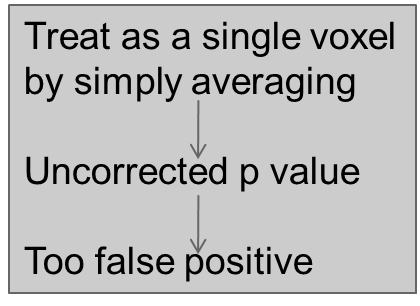 Treat as a single voxel
by simply averaging
Uncorrected p value
Too false positive